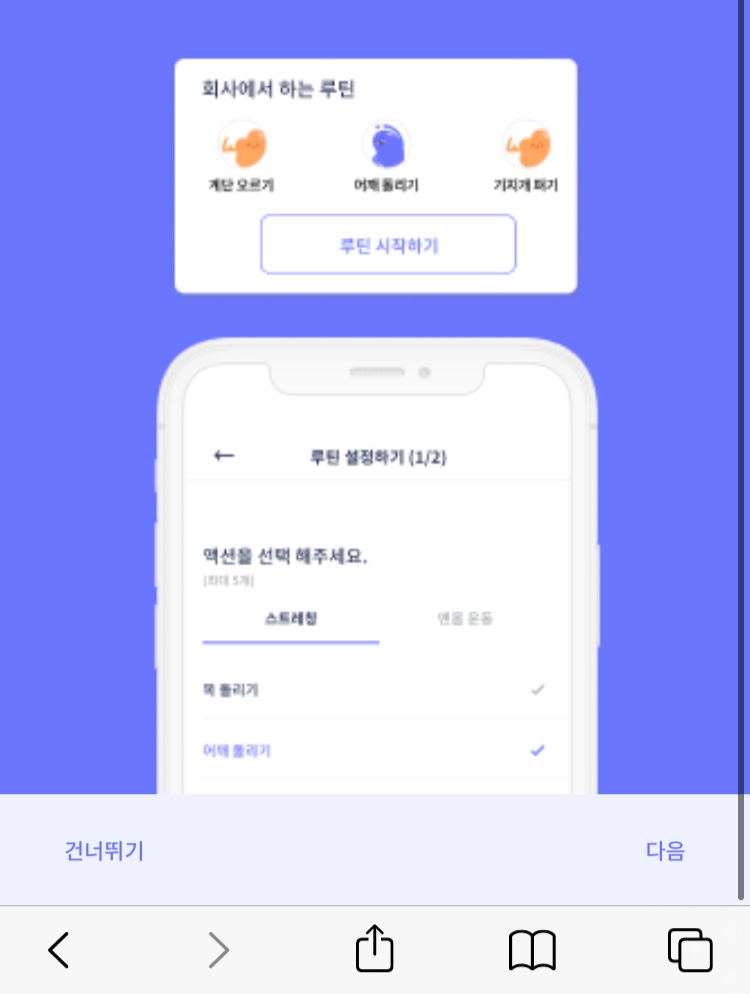 회사에서 하는 루틴
계단 오르기
어깨 돌리기
기지개 펴기
루틴 시작하기
루틴 설정하기 (1/2)
액션을 선택 해주세요.
(최대 5개)
스트레칭
맨몸 운동
목 돌리기
어깨 돌리기
건너뛰기
다음